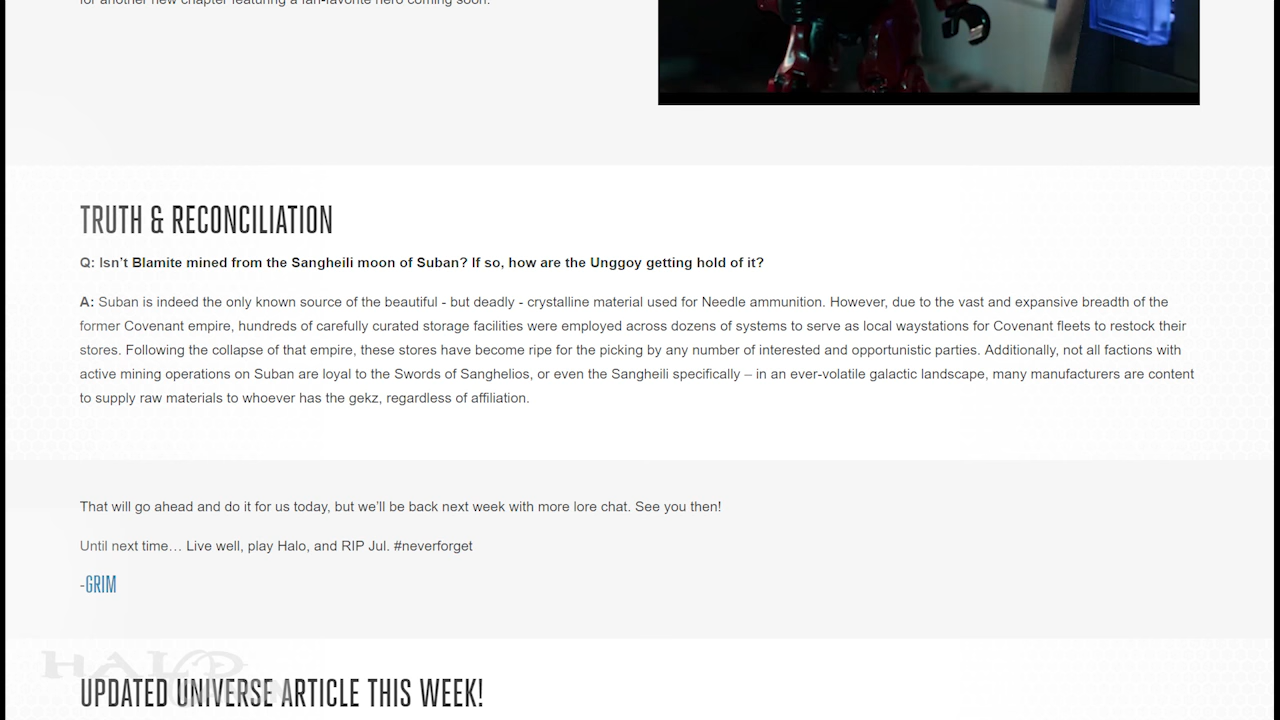 for another new chapter featuring a fan-favorite hero coming soon.
TRUTH & RECONCILIATION
Q: Isn't Blamite mined from the Sangheili moon of Suban? If so, how are the Unggoy getting hold of it?
A: Suban is indeed the only known source of the beautiful - but deadly - crystalline material used for Needle ammunition. However, due to the vast and expansive breadth of the
former Covenant empire, hundreds of carefully curated storage facilities were employed across dozens of systems to serve as local waystations for Covenant fleets to restock their
stores. Following the collapse of that empire, these stores have become ripe for the picking by any number of interested and opportunistic parties. Additionally, not all factions with
active mining operations on Suban are loyal to the Swords of Sanghelios, or even the Sangheili specifically – in an ever-volatile galactic landscape, many manufacturers are content
to supply raw materials to whoever has the gekz, regardless of affiliation.
That will go ahead and do it for us today, but we'll be back next week with more lore chat. See you then!
Until next time… Live well, play Halo, and RIP Jul. #neverforget
-GRIM
HALO
UPDATED UNIVERSE ARTICLE THIS WEEK!